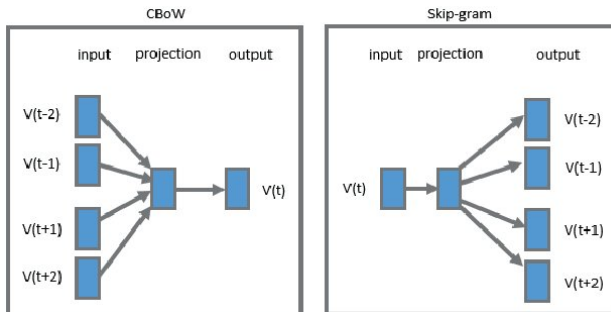 CBoW
input projection output
V(t-2)
V(t-1)
V(t+1)
V(t+2)
V(t)
Skip-gram
input projection output
V(t)
V(t-2)
V(t-1)
V(t+1)
V(t+2)